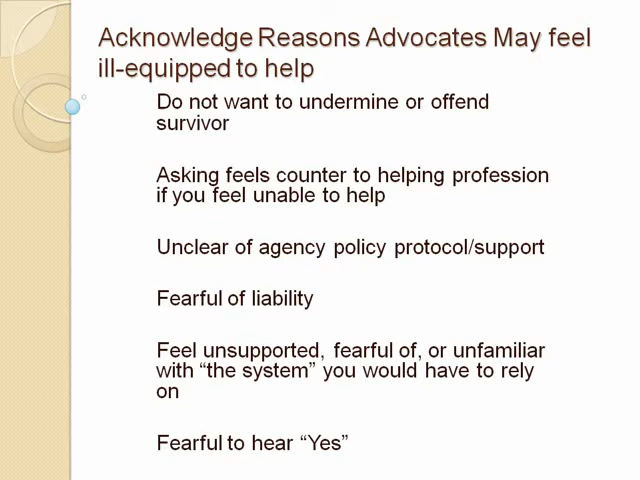 Acknowledge Reasons Advocates May feel
ill-equipped to help
Do not want to undermine or offend
survivor
Asking feels counter to helping profession
if you feel unable to help
Unclear of agency policy protocol/support
Fearful of liability
Feel unsupported, fearful of, or unfamiliar
with “the system” you would have to rely
on
Fearful to hear “Yes”